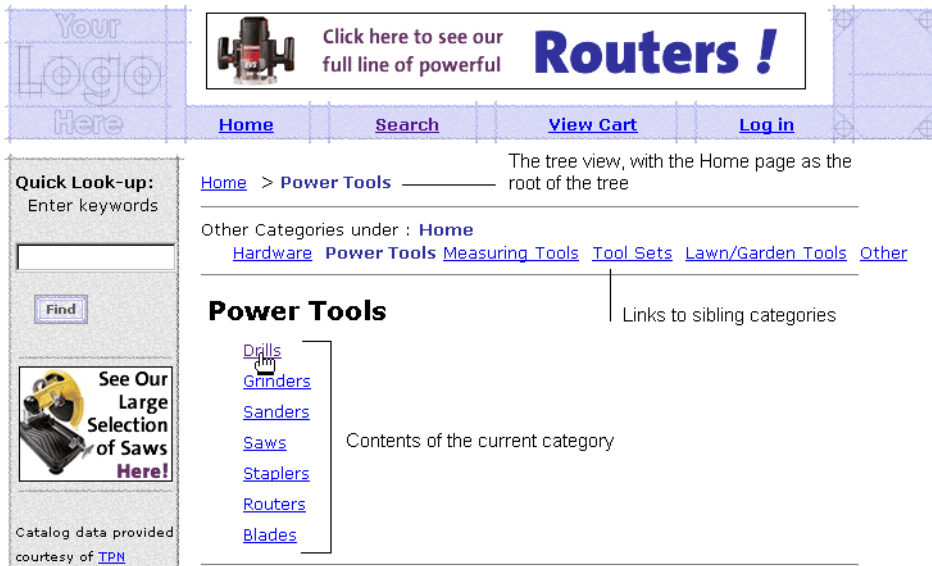 Your
Logo
Here
Click here to see our
full line of powerful
Routers !
Home Search View Cart Log in
Quick Look-up:
Enter keywords
Find
See Our
Large
Selection
of Saws
Here!
Catalog data provided
courtesy of TPN
Home > Power Tools
The tree view, with the Home page as the
root of the tree
Other Categories under : Home
Hardware Power Tools Measuring Tools Tool Sets Lawn/Garden Tools Other
Links to sibling categories
Power Tools
Drills
Grinders
Sanders
Saws
Staplers
Routers
Blades
Contents of the current category